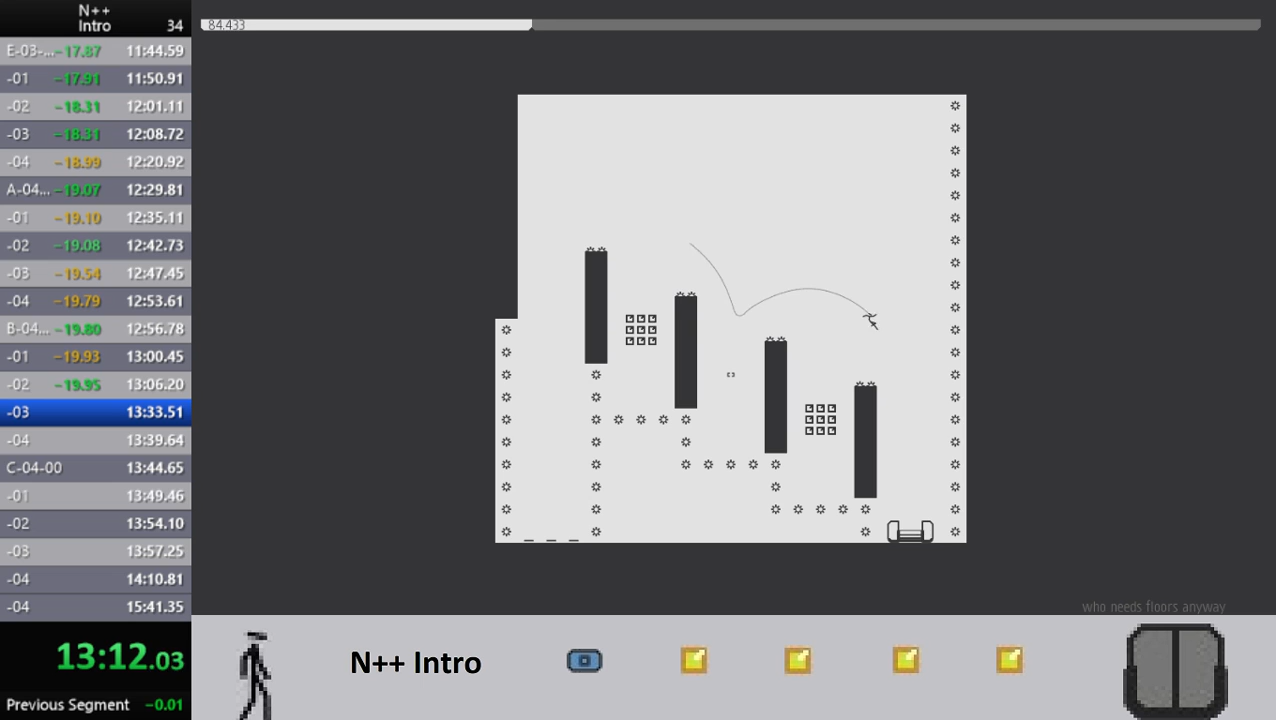 N++
Intro 34
84.433
E-03-... -17.87 11:44.59
-01 -17.91 11:50.91
-02 -18.31 12:01.11
-03 -18.31 12:08.72
-04 -18.99 12:20.92
A-04... -19.07 12:29.81
-01 -19.10 12:35.11
-02 -19.08 12:42.73
-03 -19.54 12:47.45
-04 -19.79 12:53.61
B-04... -19.80 12:56.78
-01 -19.93 13:00.45
-02 -19.95 13:06.20
-03 13:33.51
-04 13:39.64
C-04-00 13:44.65
-01 13:49.46
-02 13:54.10
-03 13:57.25
-04 14:10.81
-04 15:41.35
who needs floors anyway
13:12.03
N++ Intro
Previous Segment -0.01